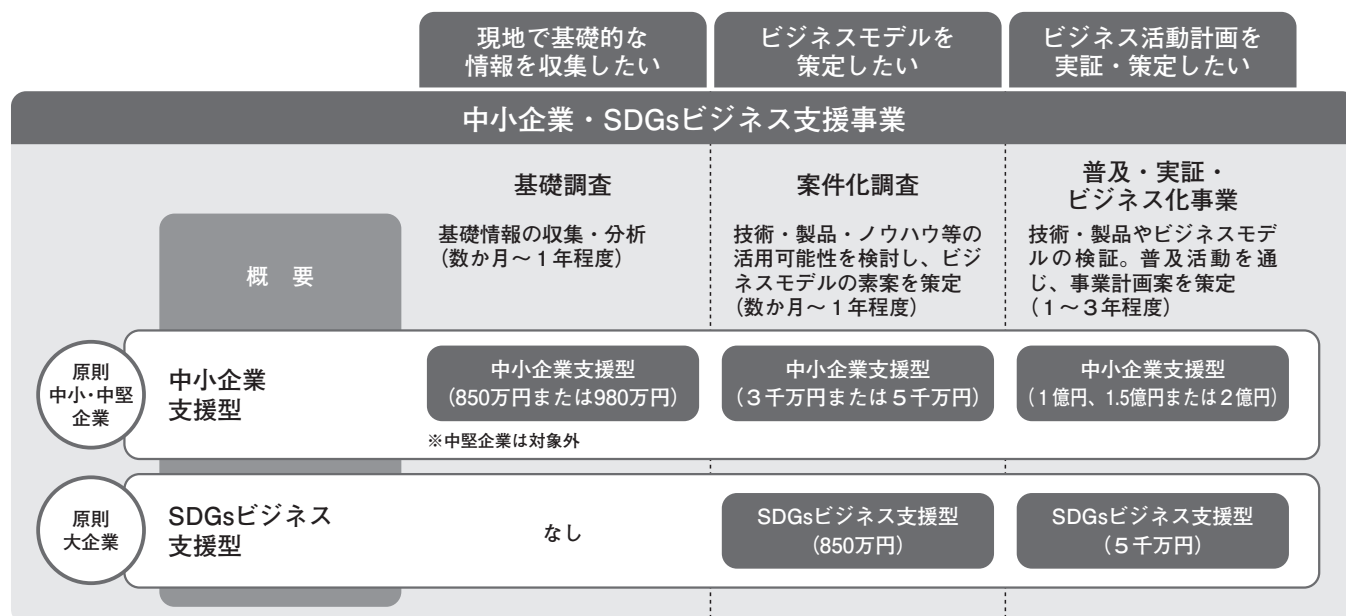 現地で基礎的な
情報を収集したい
ビジネスモデルを
策定したい
ビジネス活動計画を
実証・策定したい
中小企業・SDGsビジネス支援事業
概　要
基礎調査
基礎情報の収集・分析
(数か月〜１年程度)
案件化調査
技術・製品・ノウハウ等の
活用可能性を検討し、ビジ
ネスモデルの素案を策定
(数か月〜１年程度)
普及・実証・
ビジネス化事業
技術・製品やビジネスモデ
ルの検証。普及活動を通
じ、事業計画案を策定
(１〜３年程度)
原則
中小・中堅
企業
中小企業
支援型
中小企業支援型
(850万円または980万円)
※中堅企業は対象外
中小企業支援型
(３千万円または５千万円)
中小企業支援型
(１億円、1.5億円または２億円)
原則
大企業
SDGsビジネス
支援型
なし
SDGsビジネス支援型
(850万円)
SDGsビジネス支援型
(５千万円)